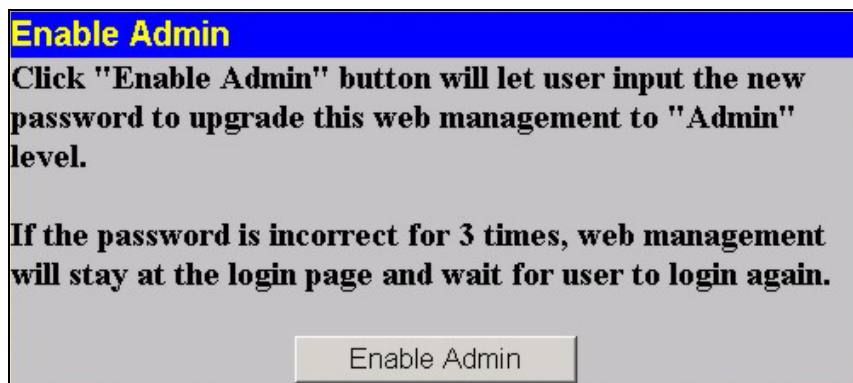 Enable Admin
Click "Enable Admin" button will let user input the new
password to upgrade this web management to "Admin"
level.
If the password is incorrect for 3 times, web management
will stay at the login page and wait for user to login again.
Enable Admin